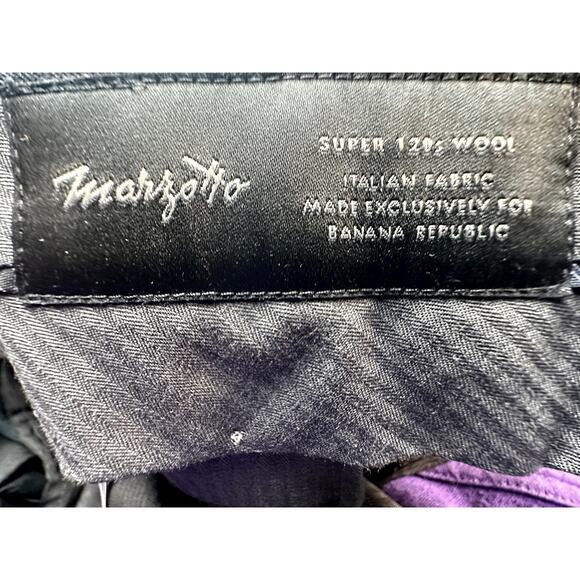 marzotto
SUPER 120s WOOL
ITALIAN FABRIC
MADE EXCLUSIVELY FOR
BANANA REPUBLIC